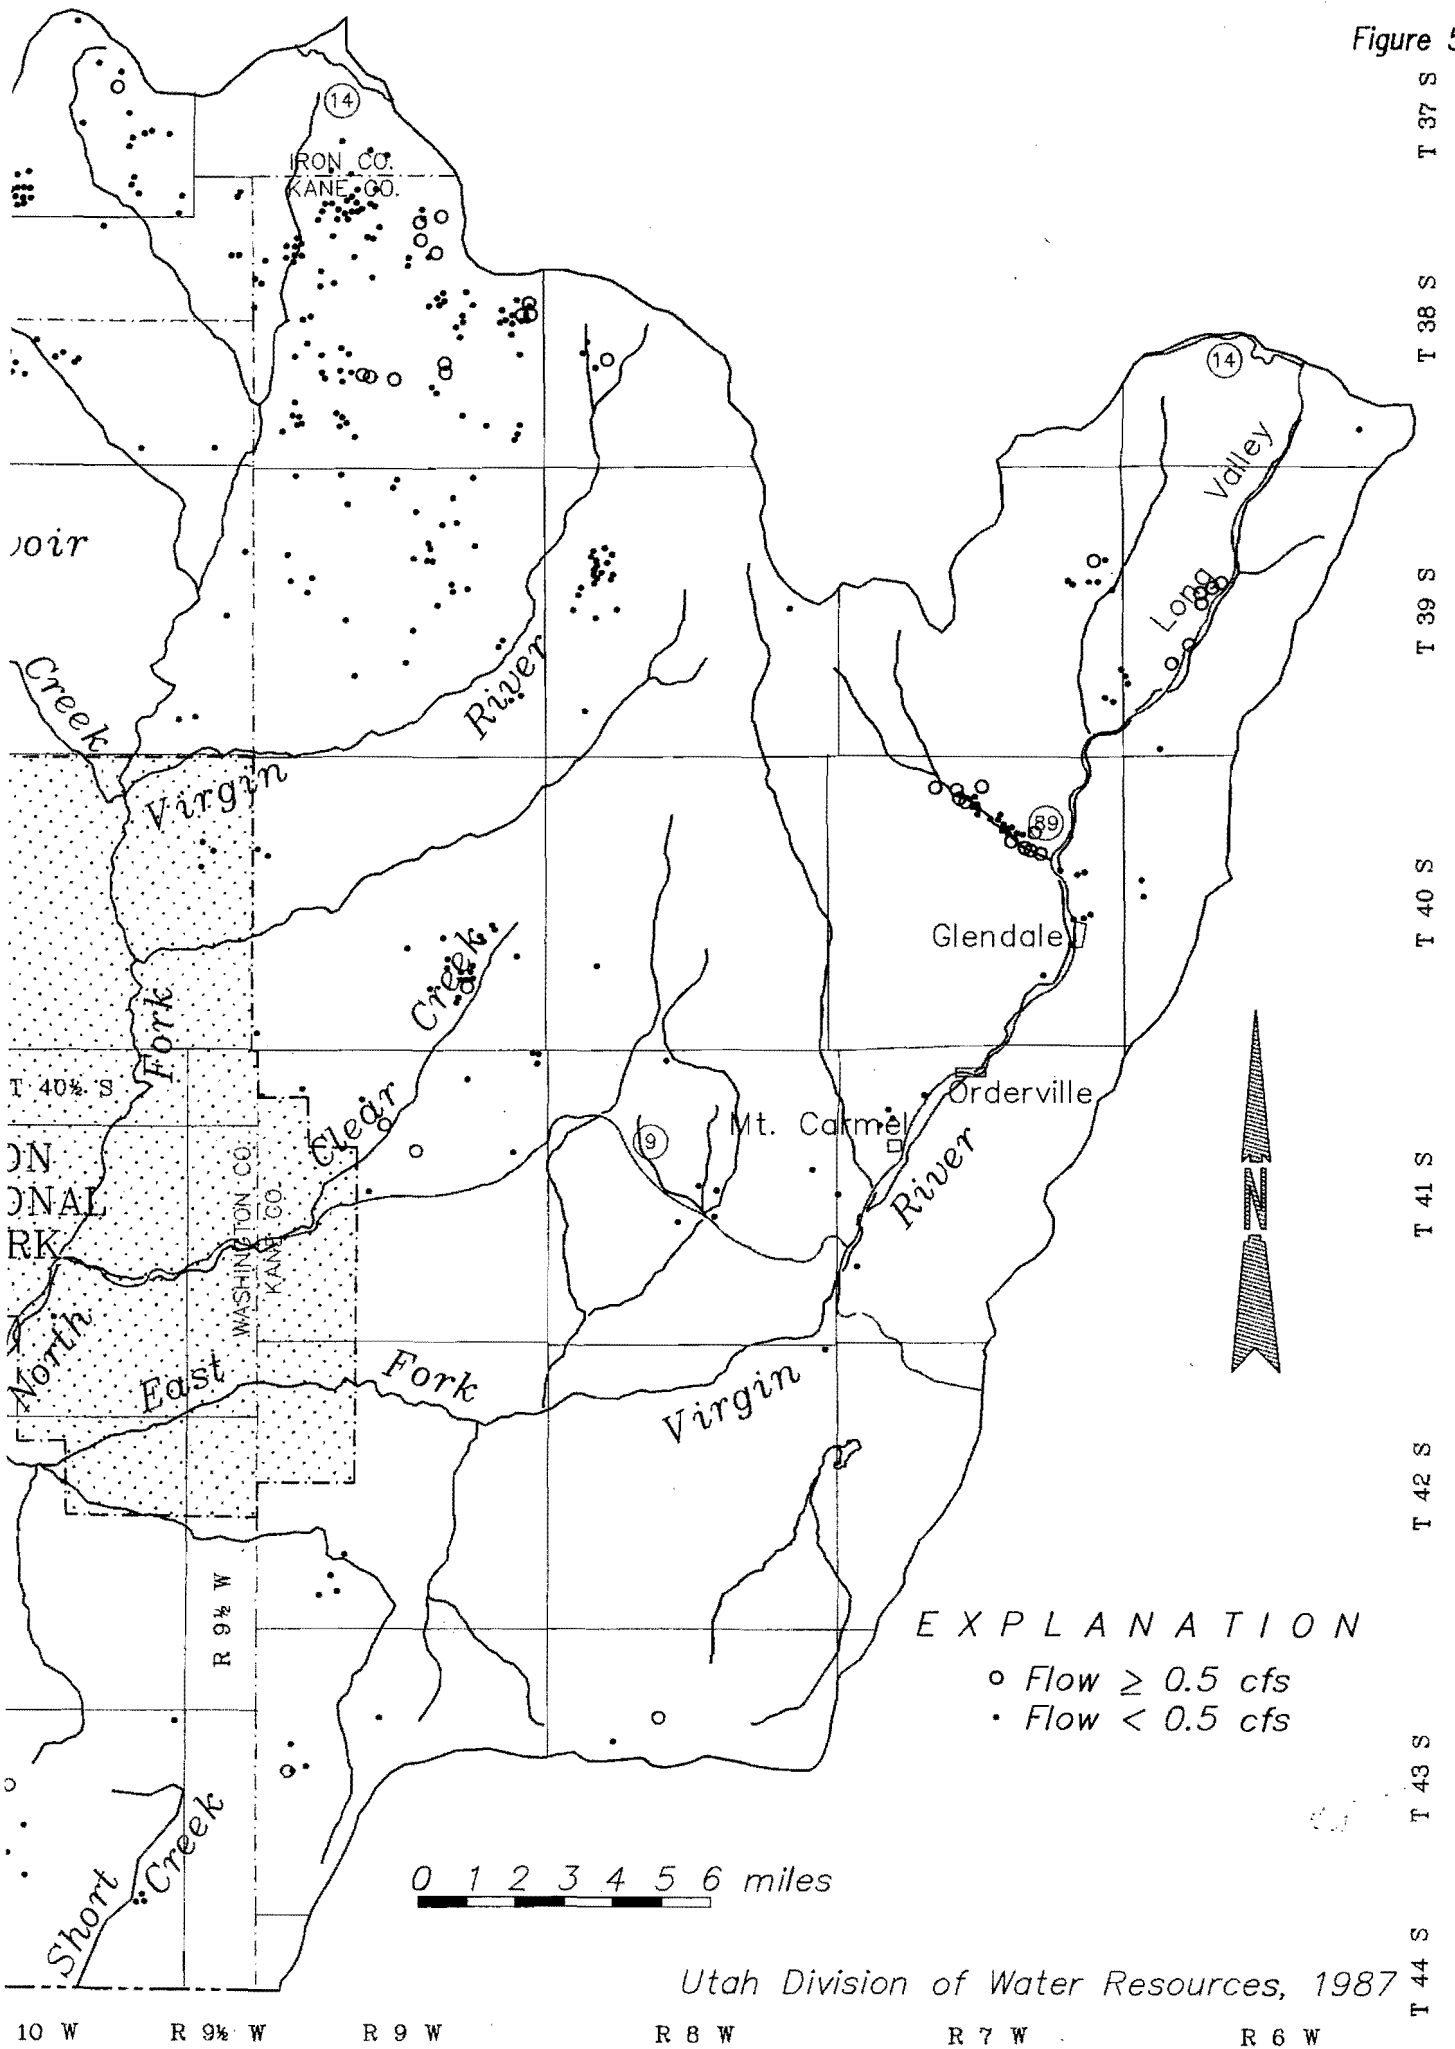 Figure 5
T 37 S
14
IRON CO.
KANE CO.
T 38 S
14
Valley
Long
oir
T 39 S
Creek
River
Virgin
89
T 40 S
Glendale
Creek
Fork
T 40½ S
Clear
Orderville
Mt. Carmel
9
ON
ONAL
RK
WASHINGTON CO.
KANE CO.
River
N
T 41 S
North
East
Fork
Virgin
T 42 S
R 9½ W
EXPLANATION
o Flow ≥ 0.5 cfs
· Flow < 0.5 cfs
T 43 S
Short
Creek
0 1 2 3 4 5 6 miles
Utah Division of Water Resources, 1987
T 44 S
10 W R 9½ W R 9 W R 8 W R 7 W R 6 W